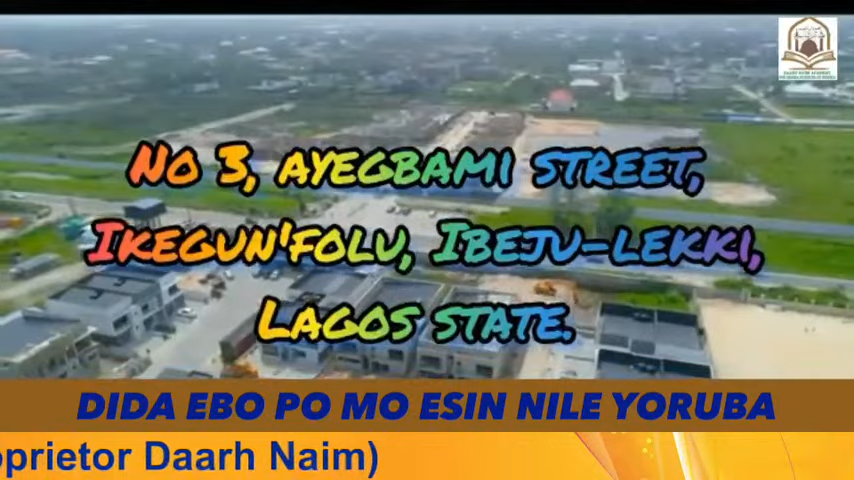 No 3, AYEGBAMI STREET,
IKEGUN'FOLU, IBEJU-LEKKI,
LAGOS STATE.
DIDA EBO PO MO ESIN NILE YORUBA
oprietor Daarh Naim)